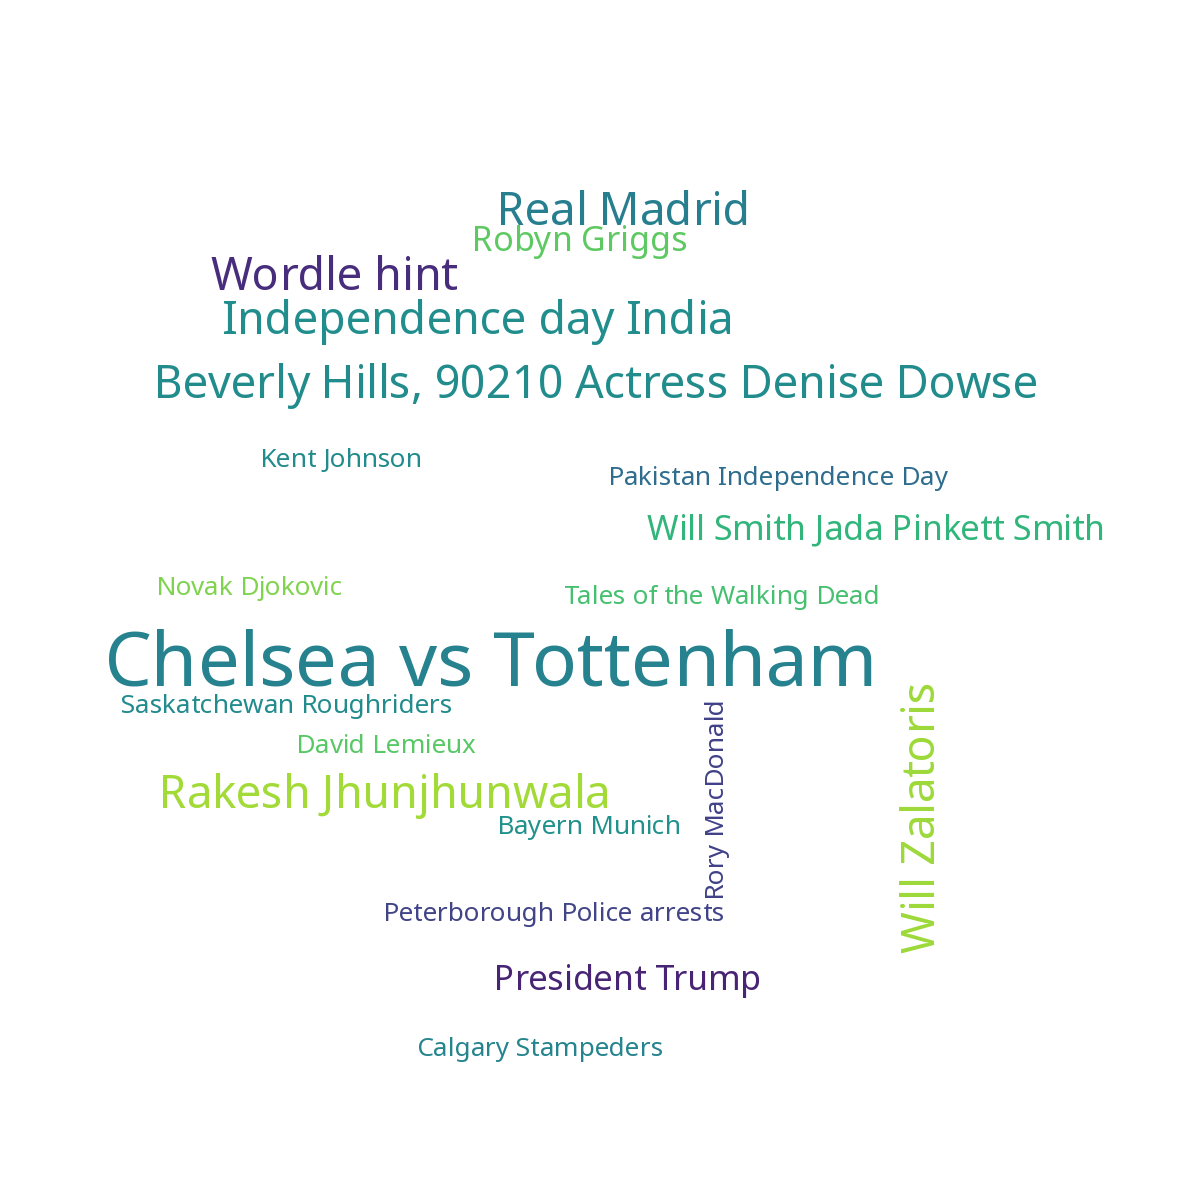 Real Madrid
Robyn Griggs
Wordle hint
Independence day India
Beverly Hills, 90210 Actress Denise Dowse
Kent Johnson
Pakistan Independence Day
Will Smith Jada Pinkett Smith
Novak Djokovic
Tales of the Walking Dead
Chelsea vs Tottenham
Saskatchewan Roughriders
David Lemieux
Rakesh Jhunjhunwala
Bayern Munich
Rory MacDonald
Will Zalatoris
Peterborough Police arrests
President Trump
Calgary Stampeders